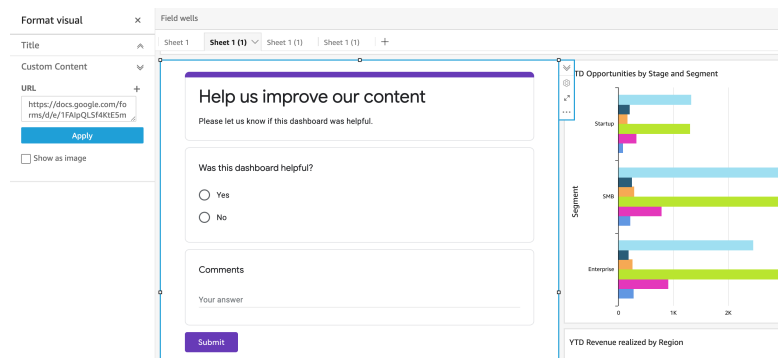 Format visual
×
Field wells
Title
Sheet 1
Sheet 1 (1)
Sheet 1 (1)
Sheet 1 (1)
+
Custom Content
URL
+
https://docs.google.com/fo
rms/d/e/1FAIpQLSf4KtE5m
Apply
Show as image
Help us improve our content
Please let us know if this dashboard was helpful.
Was this dashboard helpful?
Yes
No
Comments
Your answer
Submit
TD Opportunities by Stage and Segment
Segment
Startup
SMB
Enterprise
0
1K
2K
YTD Revenue realized by Region